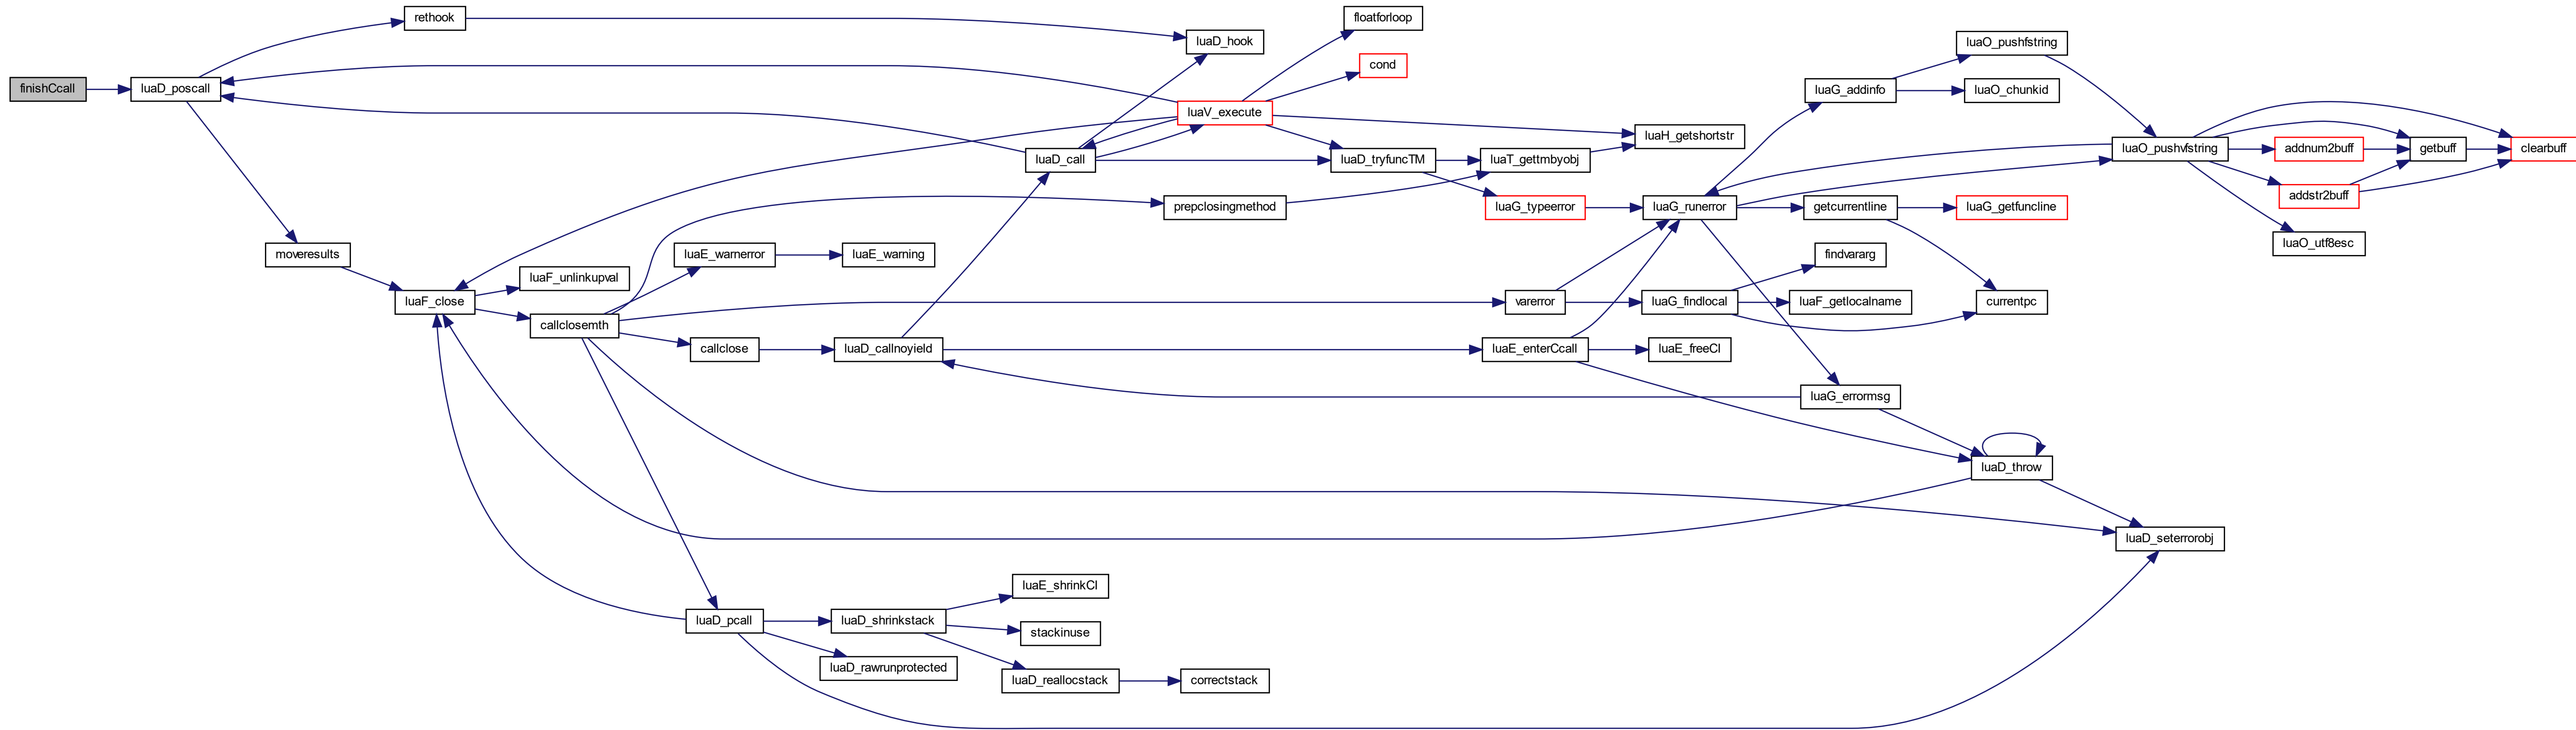 rethook
floatforloop
luaD_hook
luaO_pushfstring
cond
finishCcall
luaD_poscall
luaG_addinfo
luaO_chunkid
luaV_execute
luaH_getshortstr
luaD_call
luaD_tryfuncTM
luaT_gettmbyobj
luaO_pushvfstring
addnum2buff
getbuff
clearbuff
addstr2buff
prepclosingmethod
luaG_typeerror
luaG_runerror
getcurrentline
luaG_getfuncline
luaO_utf8esc
moveresults
luaE_warnerror
luaE_warning
findvararg
luaF_unlinkupval
luaF_close
varerror
luaG_findlocal
luaF_getlocalname
currentpc
callclosemth
callclose
luaD_callnoyield
luaE_enterCcall
luaE_freeCI
luaG_errormsg
luaD_throw
luaD_seterrorobj
luaE_shrinkCI
luaD_pcall
luaD_shrinkstack
stackinuse
luaD_rawrunprotected
luaD_reallocstack
correctstack